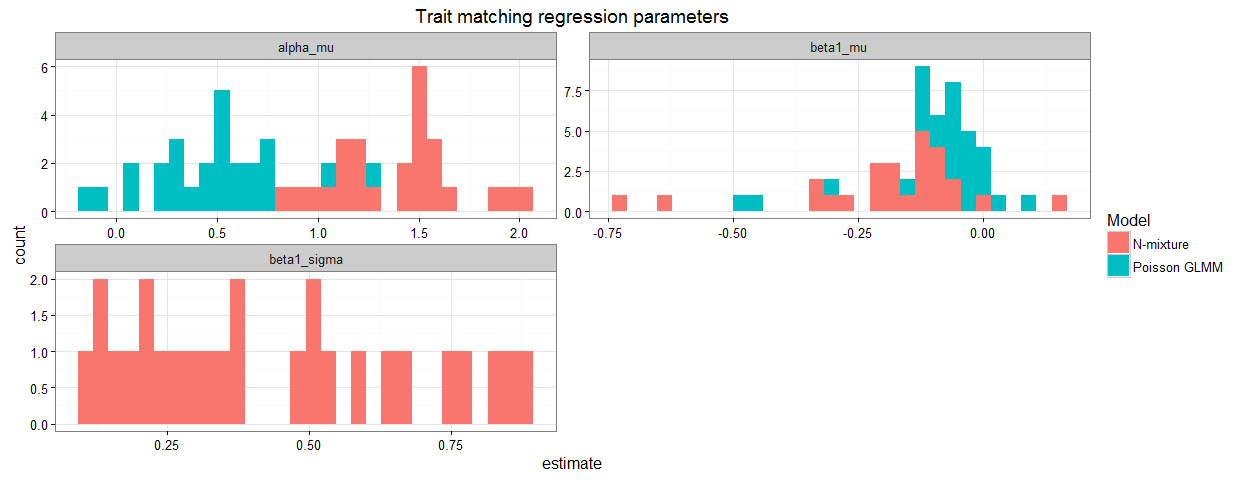 Trait matching regression parameters
alpha_mu
beta1_mu
6
4
2
0
7.5
5.0
2.5
0.0
0.0
0.5
1.0
1.5
2.0
-0.75
-0.50
-0.25
0.00
count
beta1_sigma
2.0
1.5
1.0
0.5
0.0
0.25
0.50
0.75
estimate
Model
N-mixture
Poisson GLMM